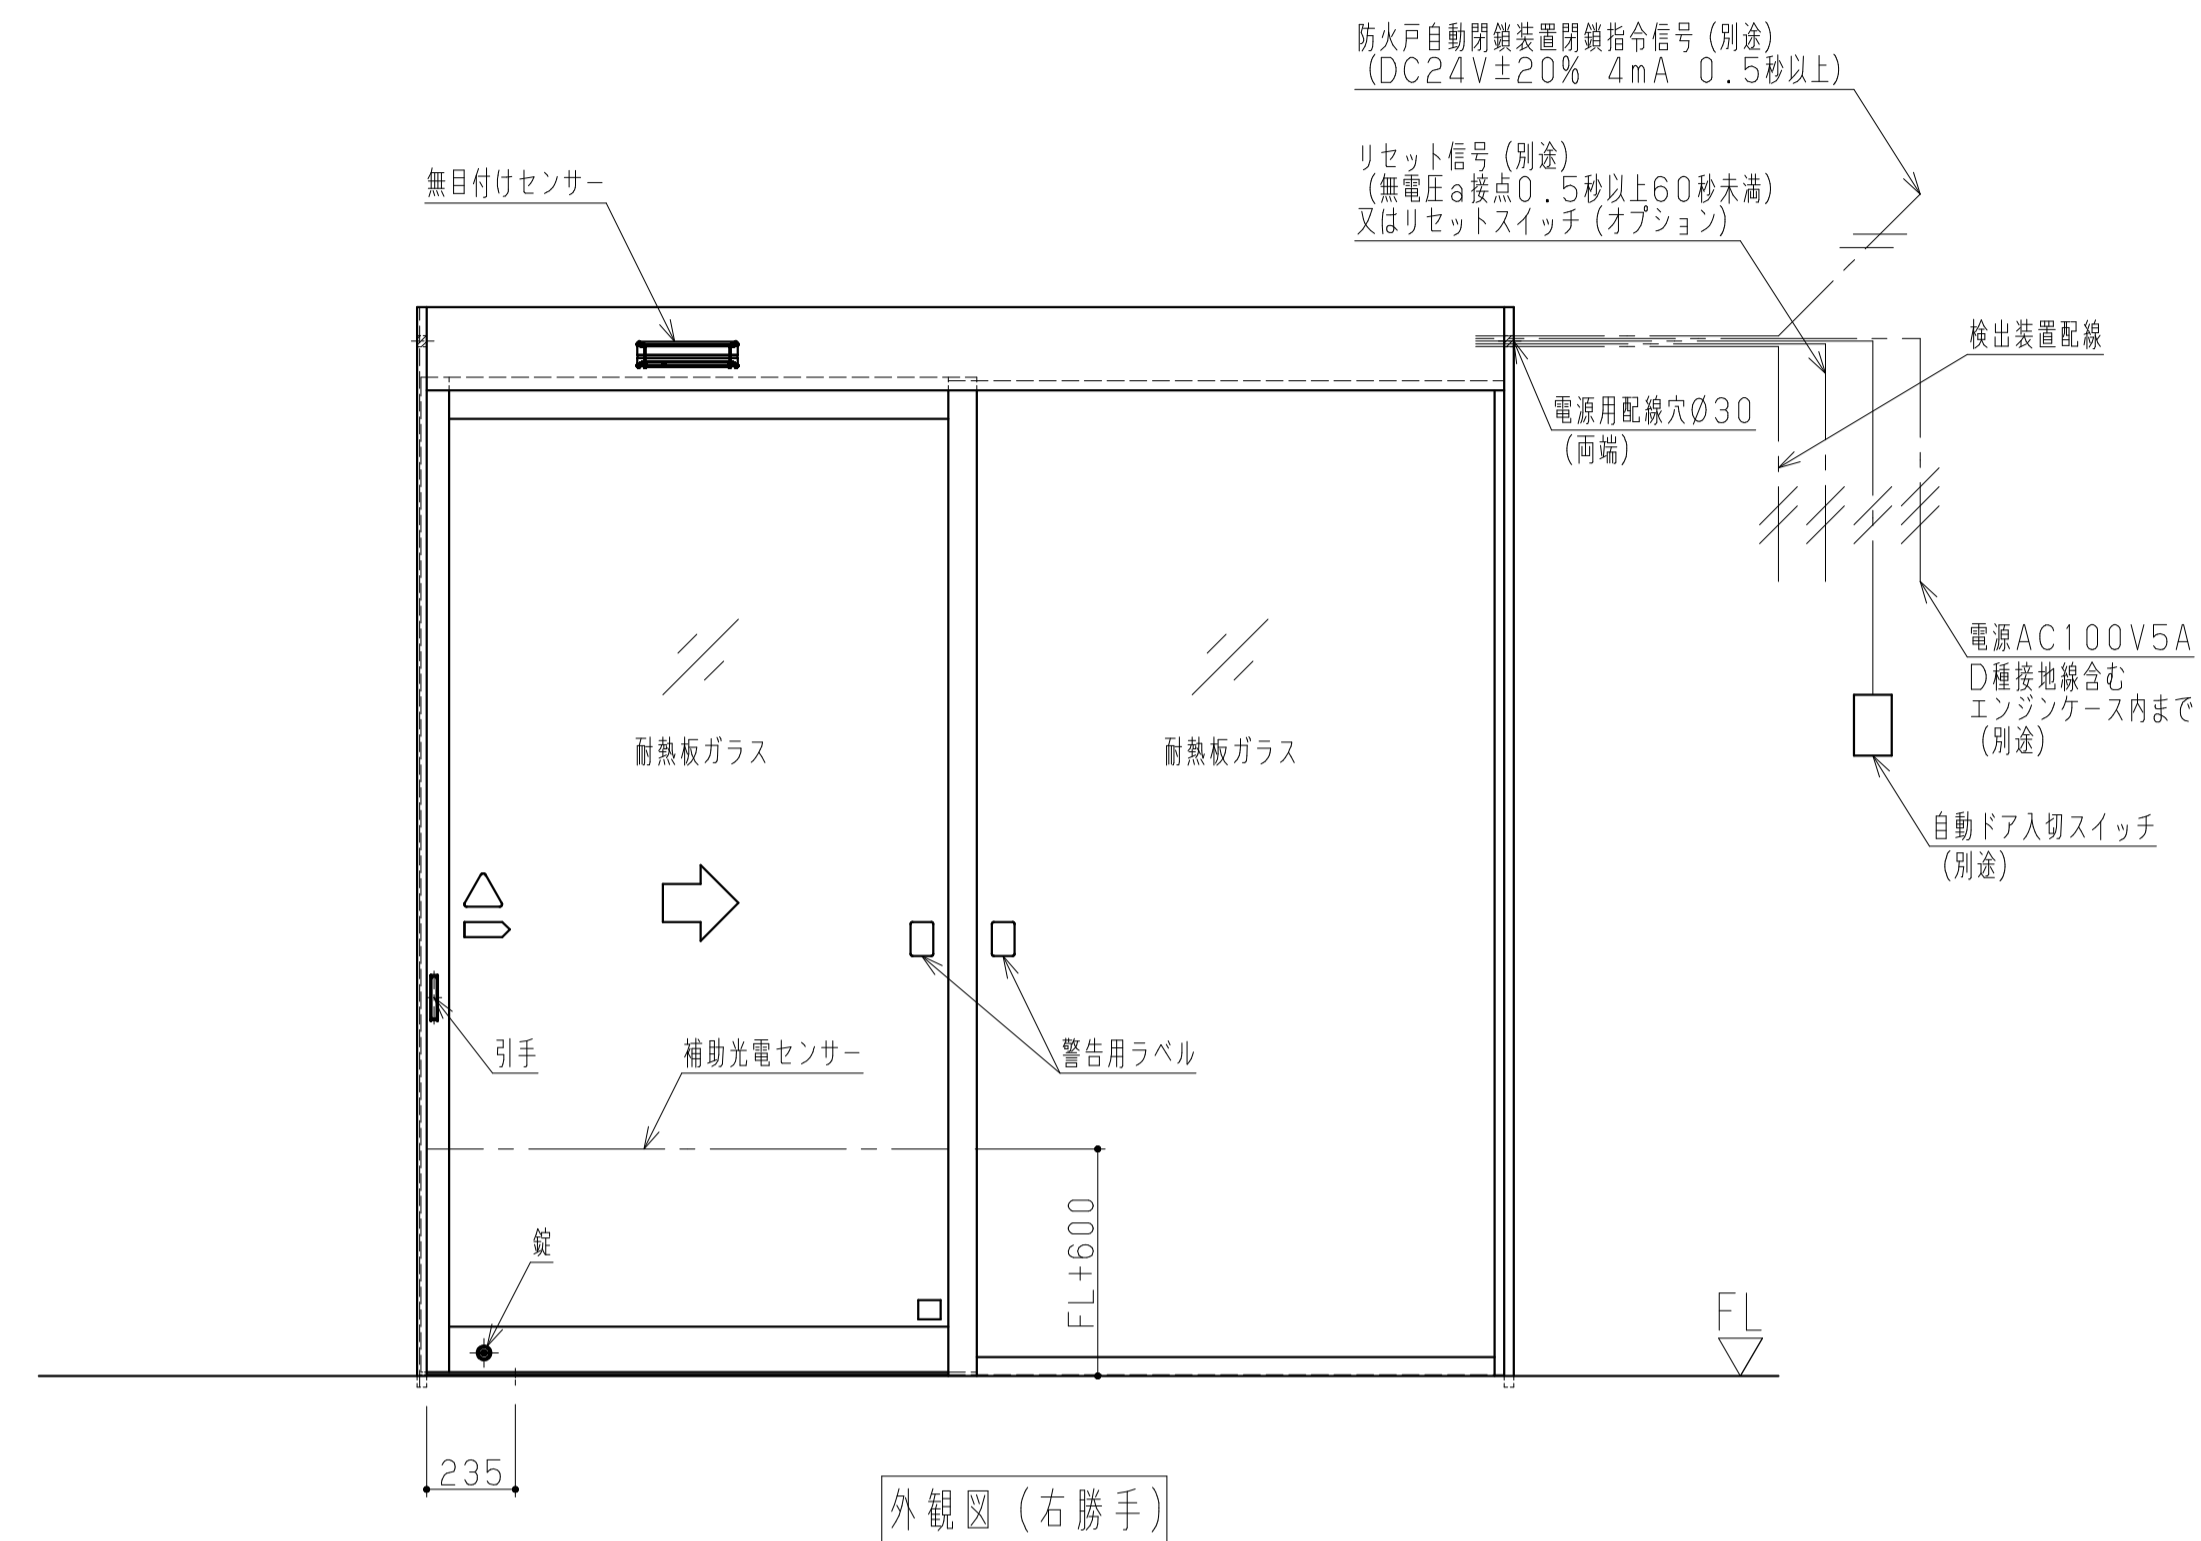 防火戸自動閉鎖装置閉鎖指令信号(別途)
(DC24V±20% 4mA 0.5秒以上)
リセット信号(別途)
(無電圧a接点0.5秒以上60秒未満)
又はリセットスイッチ(オプション)
無目付けセンサー
検出装置配線
電源用配線穴Ø30
(両端)
電源AC100V5A
D種接地線含む
エンジンケース内まで
(別途)
耐熱板ガラス
耐熱板ガラス
自動ドア入切スイッチ
(別途)
引手
補助光電センサー
警告用ラベル
錠
FL+600
FL
235
外観図(右勝手)